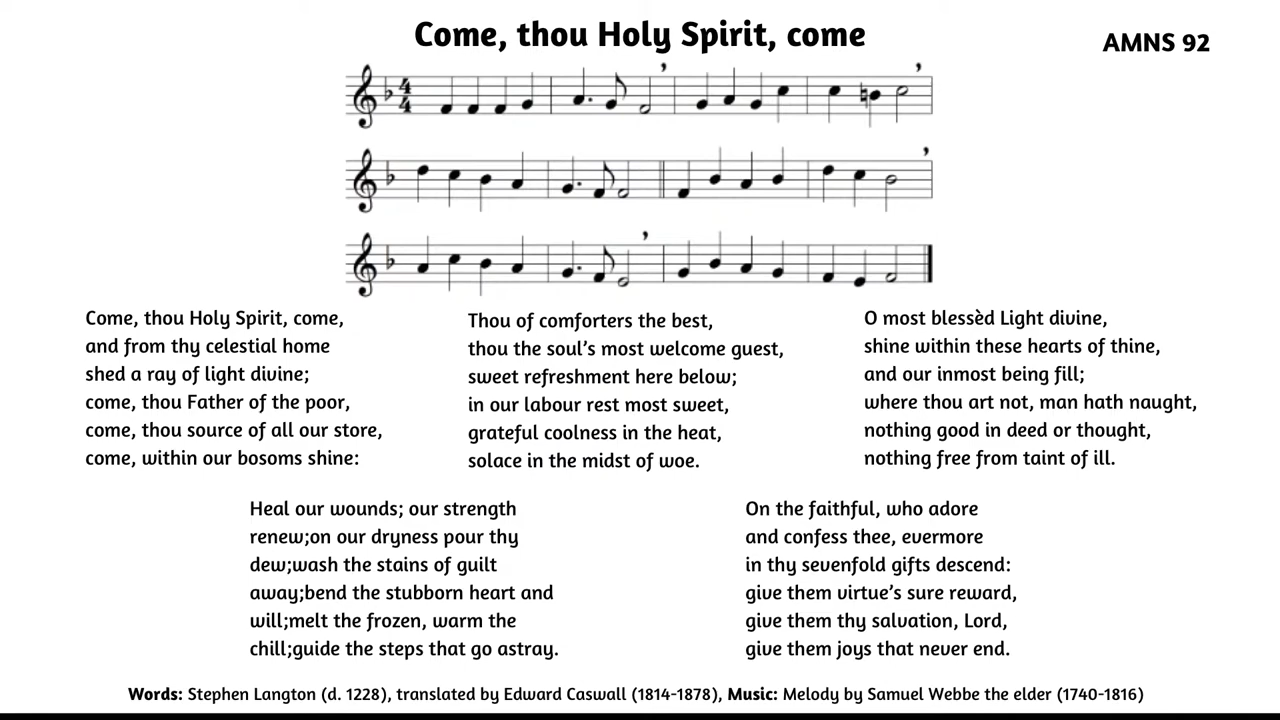 Come, thou Holy Spirit, come
AMNS 92
Come, thou Holy Spirit, come,
and from thy celestial home
shed a ray of light divine;
come, thou Father of the poor,
come, thou source of all our store,
come, within our bosoms shine:
Thou of comforters the best,
thou the soul’s most welcome guest,
sweet refreshment here below;
in our labour rest most sweet,
grateful coolness in the heat,
solace in the midst of woe.
O most blessèd Light divine,
shine within these hearts of thine,
and our inmost being fill;
where thou art not, man hath naught,
nothing good in deed or thought,
nothing free from taint of ill.
Heal our wounds; our strength
renew;on our dryness pour thy
dew;wash the stains of guilt
away;bend the stubborn heart and
will;melt the frozen, warm the
chill;guide the steps that go astray.
On the faithful, who adore
and confess thee, evermore
in thy sevenfold gifts descend:
give them virtue’s sure reward,
give them thy salvation, Lord,
give them joys that never end.
Words: Stephen Langton (d. 1228), translated by Edward Caswall (1814-1878), Music: Melody by Samuel Webbe the elder (1740-1816)